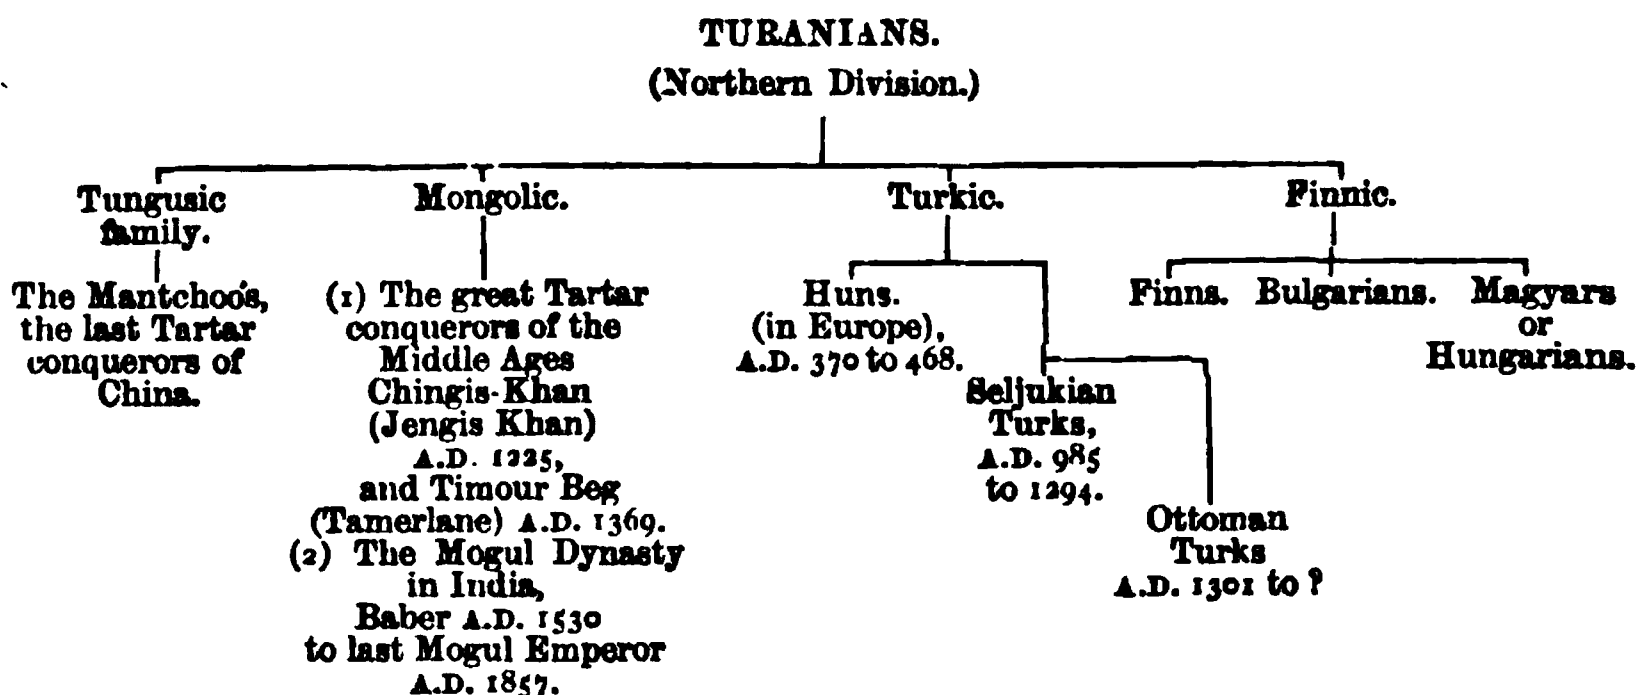 TURANIANS.
(Northern Division.)
Tungusic
family.
The Mantchoo's,
the last Tartar
conquerors of
China.
Mongolic.
(1) The great Tartar
conquerors of the
Middle Ages
Chingis-Khan
(Jengis Khan)
A.D. 1225,
and Timour Beg
(Tamerlane) A.D. 1369.
(2) The Mogul Dynasty
in India,
Baber A.D. 1530
to last Mogul Emperor
A.D. 1857.
Turkic.
Huns.
(in Europe),
A.D. 370 to 468.
Seljukian
Turks,
A.D. 985
to 1294.
Ottoman
Turks
A.D. 1301 to ?
Finnic.
Finns.
Bulgarians.
Magyars
or
Hungarians.